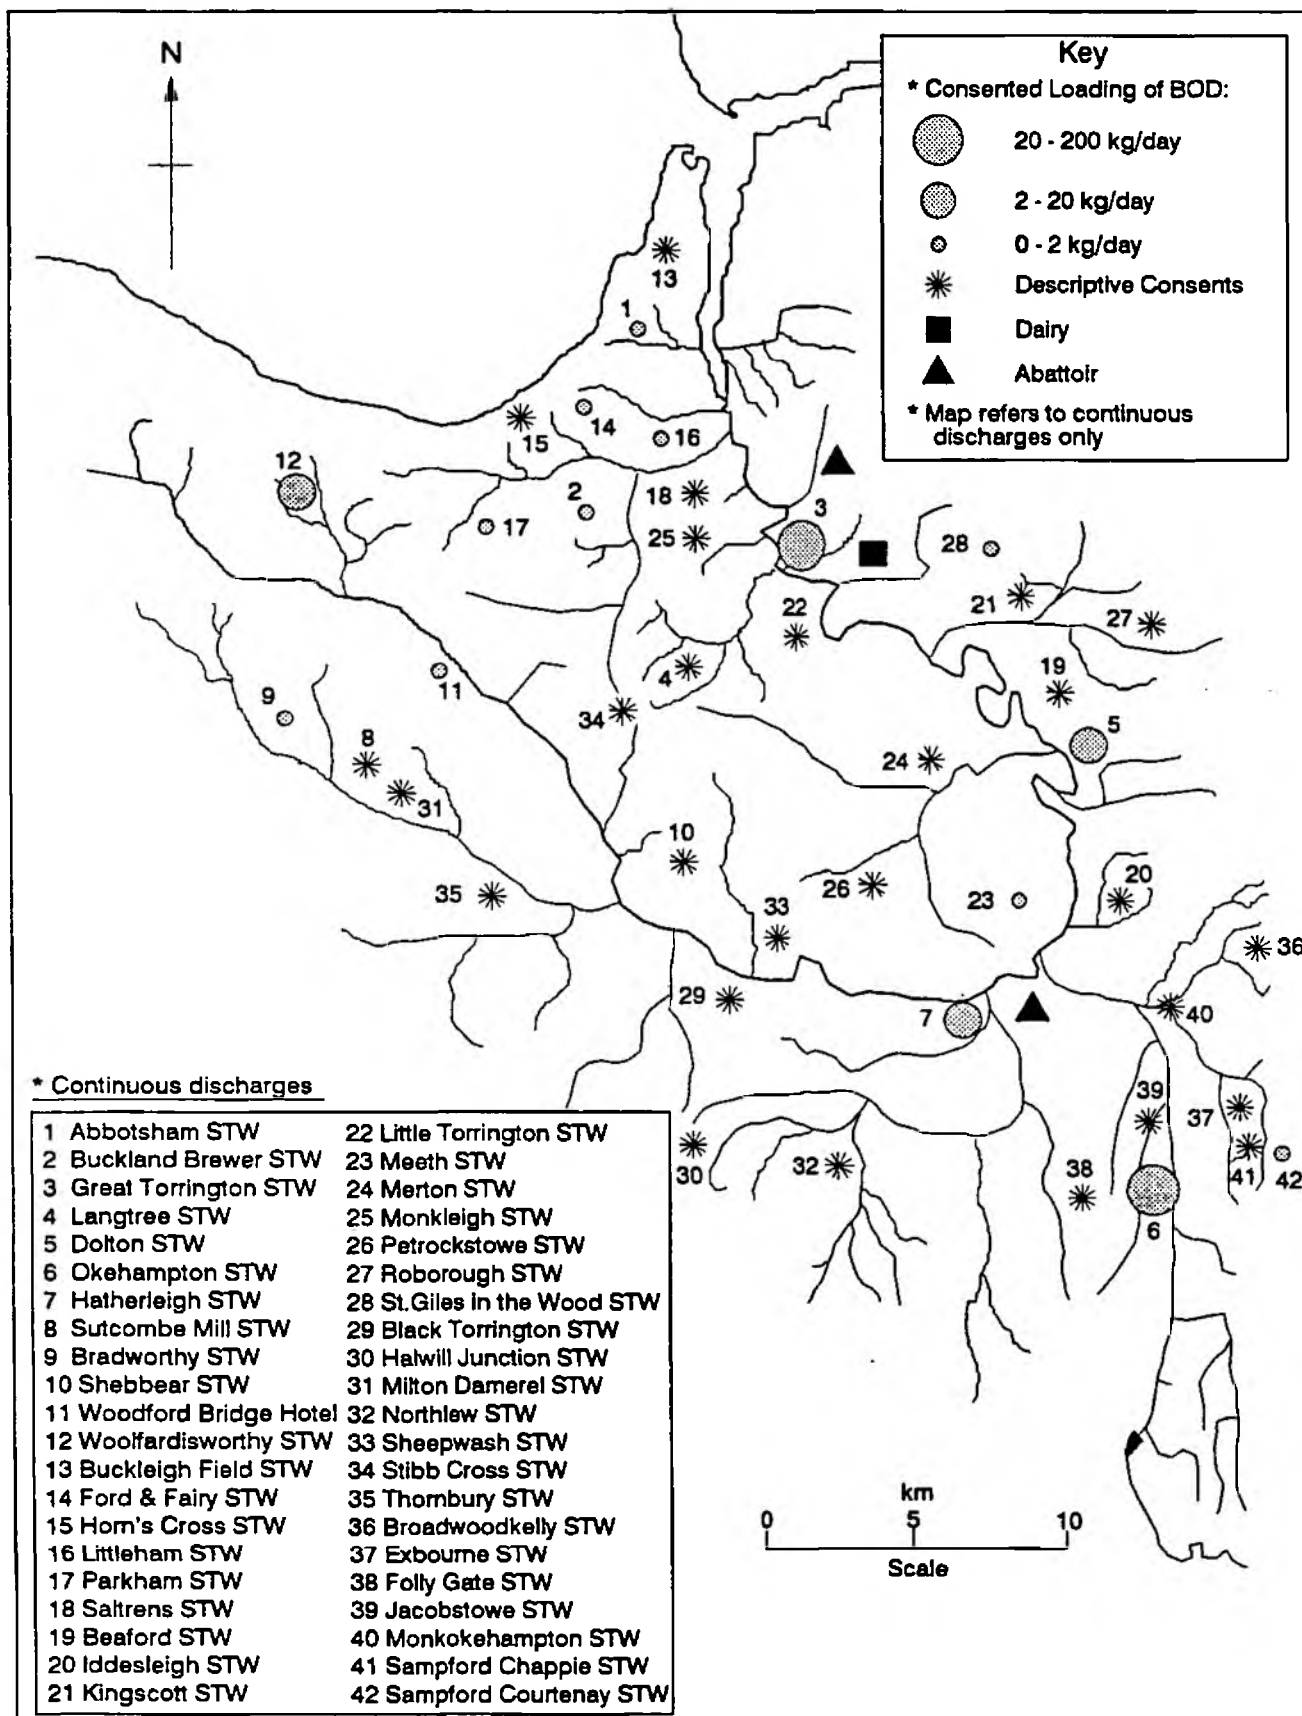 N
Key
* Consented Loading of BOD:
20 - 200 kg/day
2 - 20 kg/day
0 - 2 kg/day
Descriptive Consents
Dairy
Abattoir
* Map refers to continuous
discharges only
13
1
14
15
16
12
2
18
3
17
25
28
21
22
27
4
19
11
9
34
5
8
24
31
10
20
35
26
23
33
36
29
7
40
39
37
30
32
38
41
42
6
* Continuous discharges
1 Abbotsham STW
2 Buckland Brewer STW
3 Great Torrington STW
4 Langtree STW
5 Dolton STW
6 Okehampton STW
7 Hatherleigh STW
8 Sutcombe Mill STW
9 Bradworthy STW
10 Shebbear STW
11 Woodford Bridge Hotel
12 Woolfardisworthy STW
13 Buckleigh Field STW
14 Ford & Fairy STW
15 Horn's Cross STW
16 Littleham STW
17 Parkham STW
18 Saltrens STW
19 Beaford STW
20 Iddesleigh STW
21 Kingscott STW
22 Little Torrington STW
23 Meeth STW
24 Merton STW
25 Monkleigh STW
26 Petrockstowe STW
27 Roborough STW
28 St.Giles in the Wood STW
29 Black Torrington STW
30 Halwill Junction STW
31 Milton Damerel STW
32 Northlew STW
33 Sheepwash STW
34 Stibb Cross STW
35 Thornbury STW
36 Broadwoodkelly STW
37 Exbourne STW
38 Folly Gate STW
39 Jacobstowe STW
40 Monkokehampton STW
41 Sampford Chappie STW
42 Sampford Courtenay STW
km
0 5 10
Scale